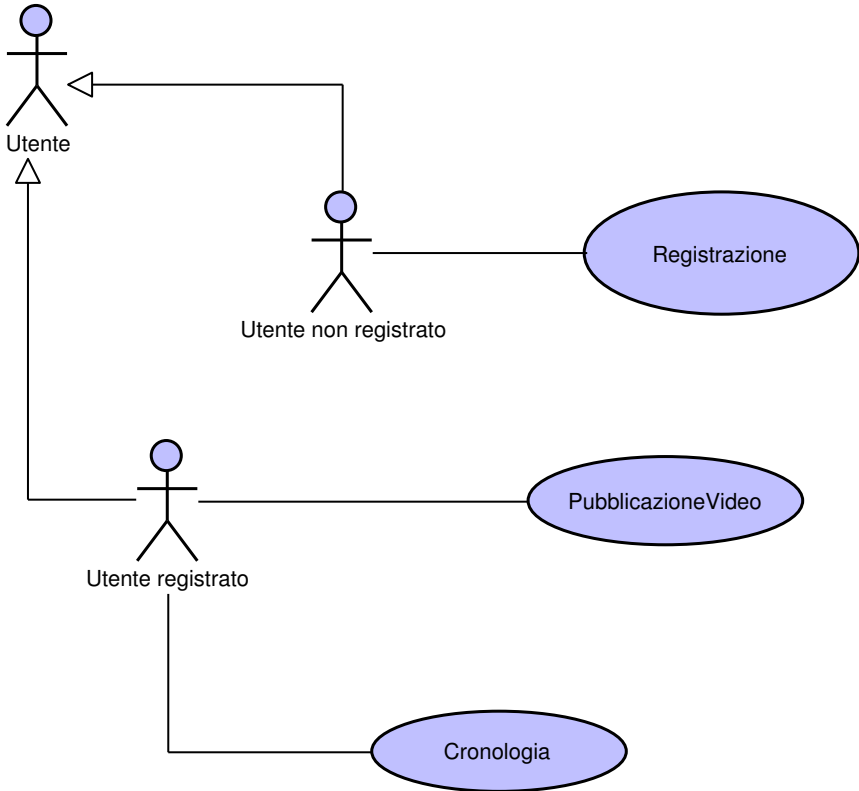 Utente
Registrazione
Utente non registrato
PubblicazioneVideo
Utente registrato
Cronologia